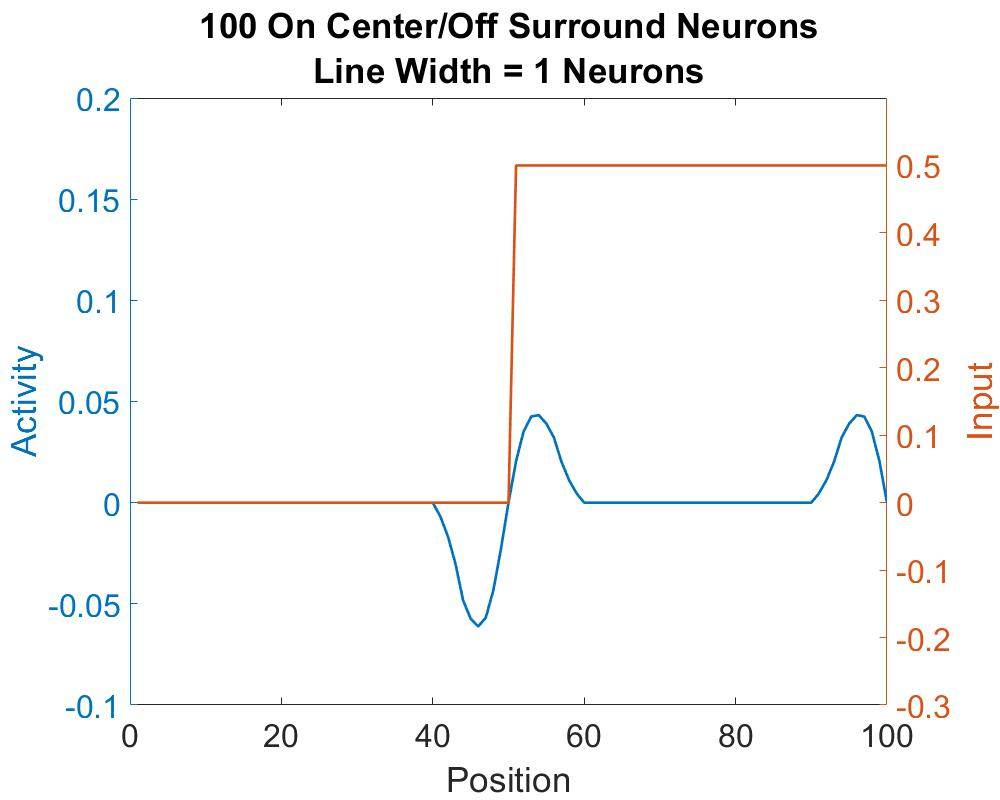 100 On Center/Off Surround Neurons
Line Width = 1 Neurons
0.2
0.15
0.1
0.05
0
-0.05
-0.1
Activity
0.5
0.4
0.3
0.2
0.1
0
-0.1
-0.2
-0.3
Input
0 20 40 60 80 100
Position